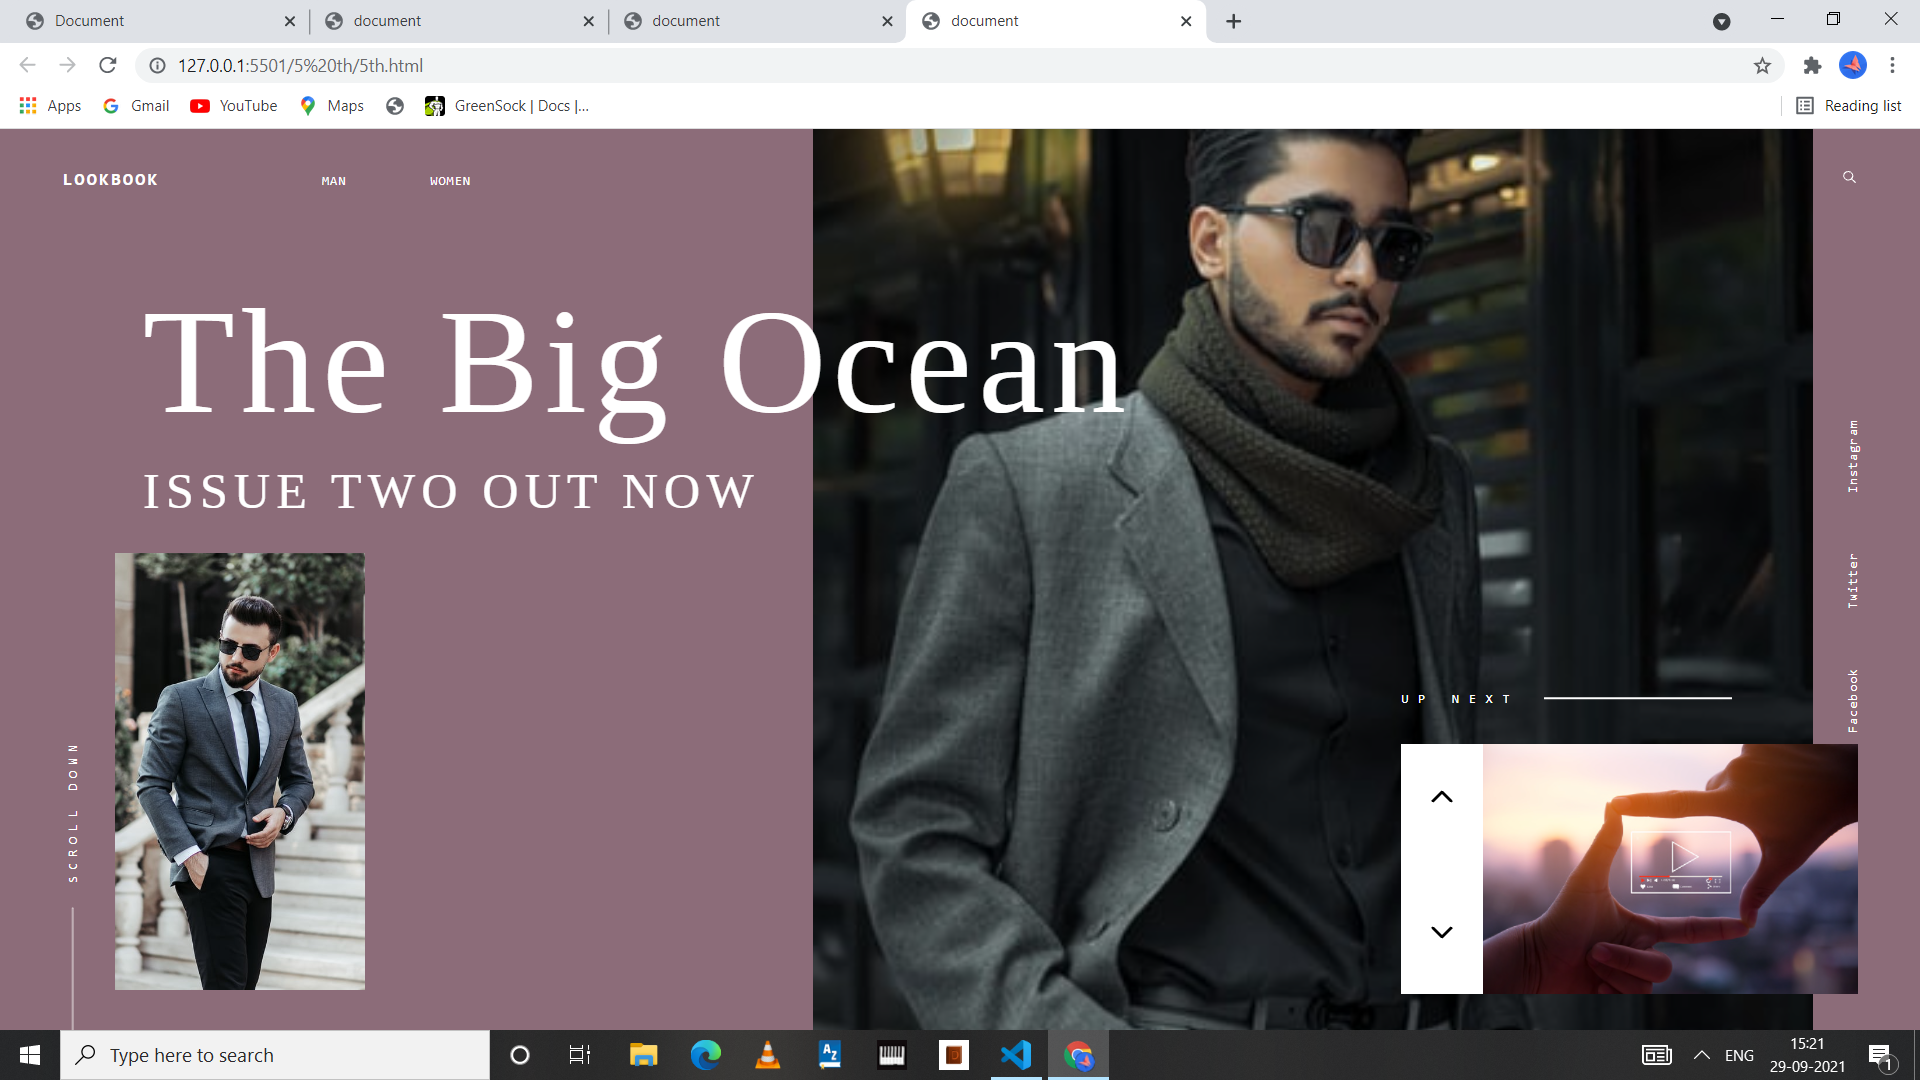 Document
document
document
document
127.0.0.1:5501/5%20th/5th.html
Apps
Gmail
YouTube
Maps
GreenSock | Docs |...
Reading list
LOOKBOOK
MAN
WOMEN
The Big Ocean
ISSUE TWO OUT NOW
Instagram
Twitter
Facebook
UP NEXT
SCROLL DOWN
Type here to search
ENG
15:21
29-09-2021
1